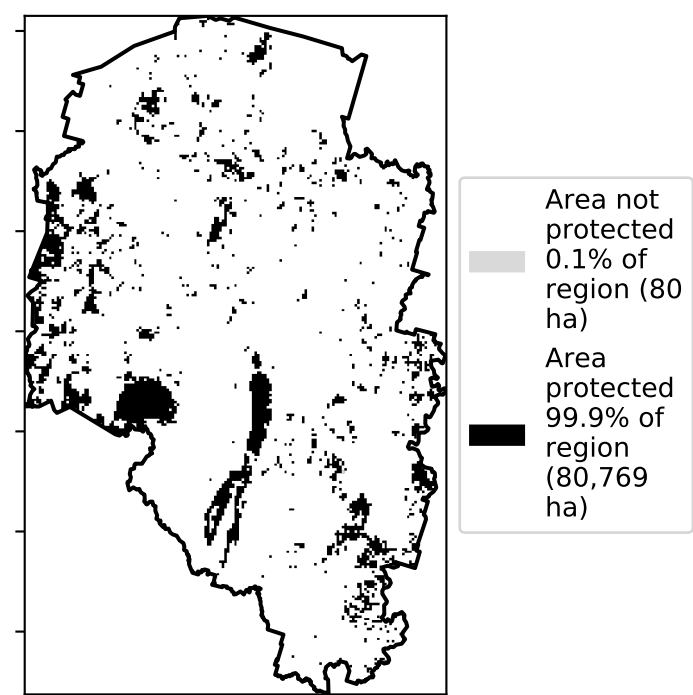 Area not
protected
0.1% of
region (80
ha)
Area
protected
99.9% of
region
(80,769
ha)